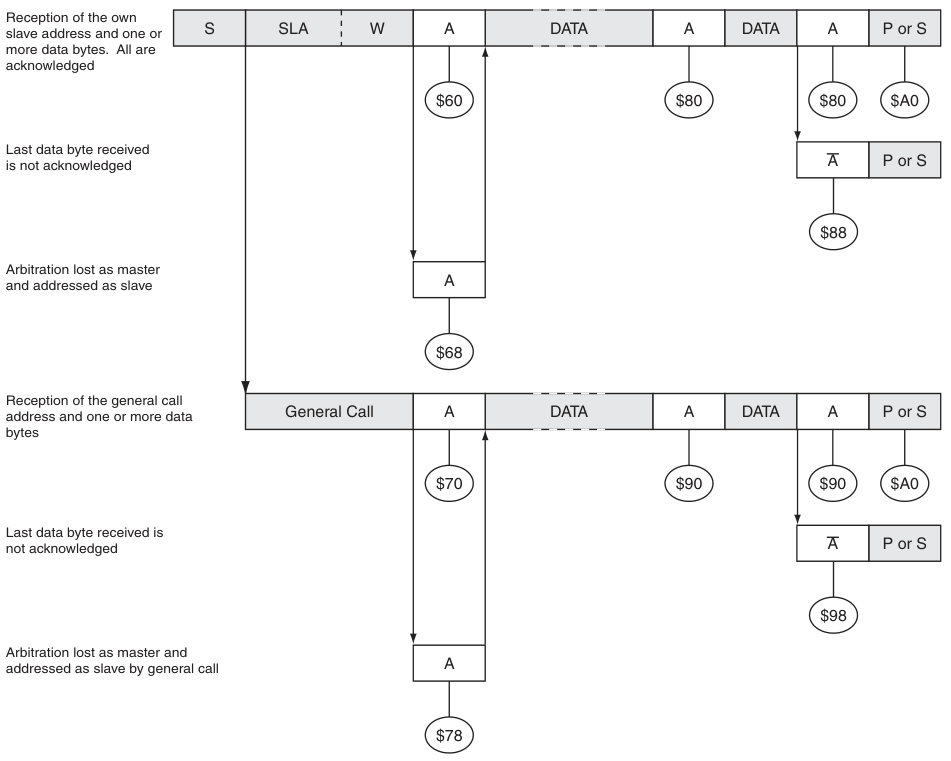 Reception of the own
slave address and one or
more data bytes.  All are
acknowledged
S SLA W A DATA A DATA A P or S
$60 $80 $80 $A0
Last data byte received
is not acknowledged
A̅ P or S
$88
Arbitration lost as master
and addressed as slave
A
$68
Reception of the general call
address and one or more data
bytes
General Call A DATA A DATA A P or S
$70 $90 $90 $A0
Last data byte received is
not acknowledged
A̅ P or S
$98
Arbitration lost as master and
addressed as slave by general call
A
$78